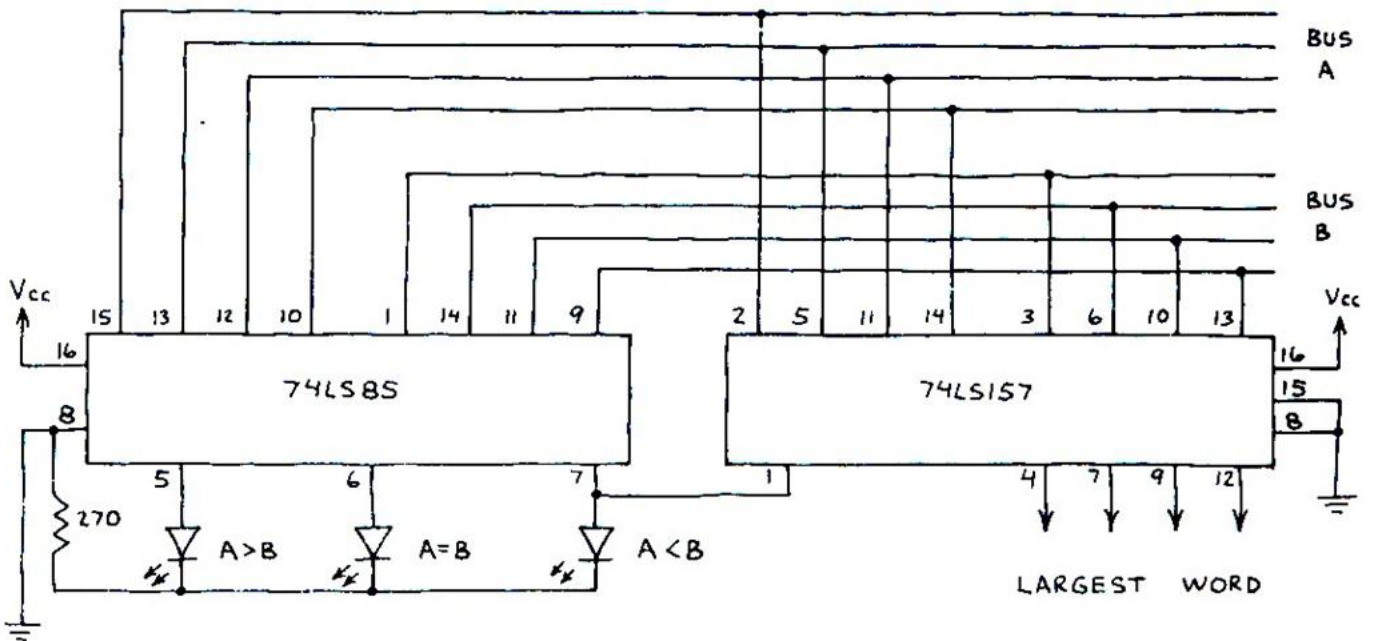 BUS
A
BUS
B
Vcc
Vcc
15 13 12 10 1 14 11 9
2 5 11 14 3 6 10 13
16
16
74LS85
74LS157
15
8
8
5 6 7
1 4 7 9 12
270
A>B
A=B
A<B
LARGEST WORD